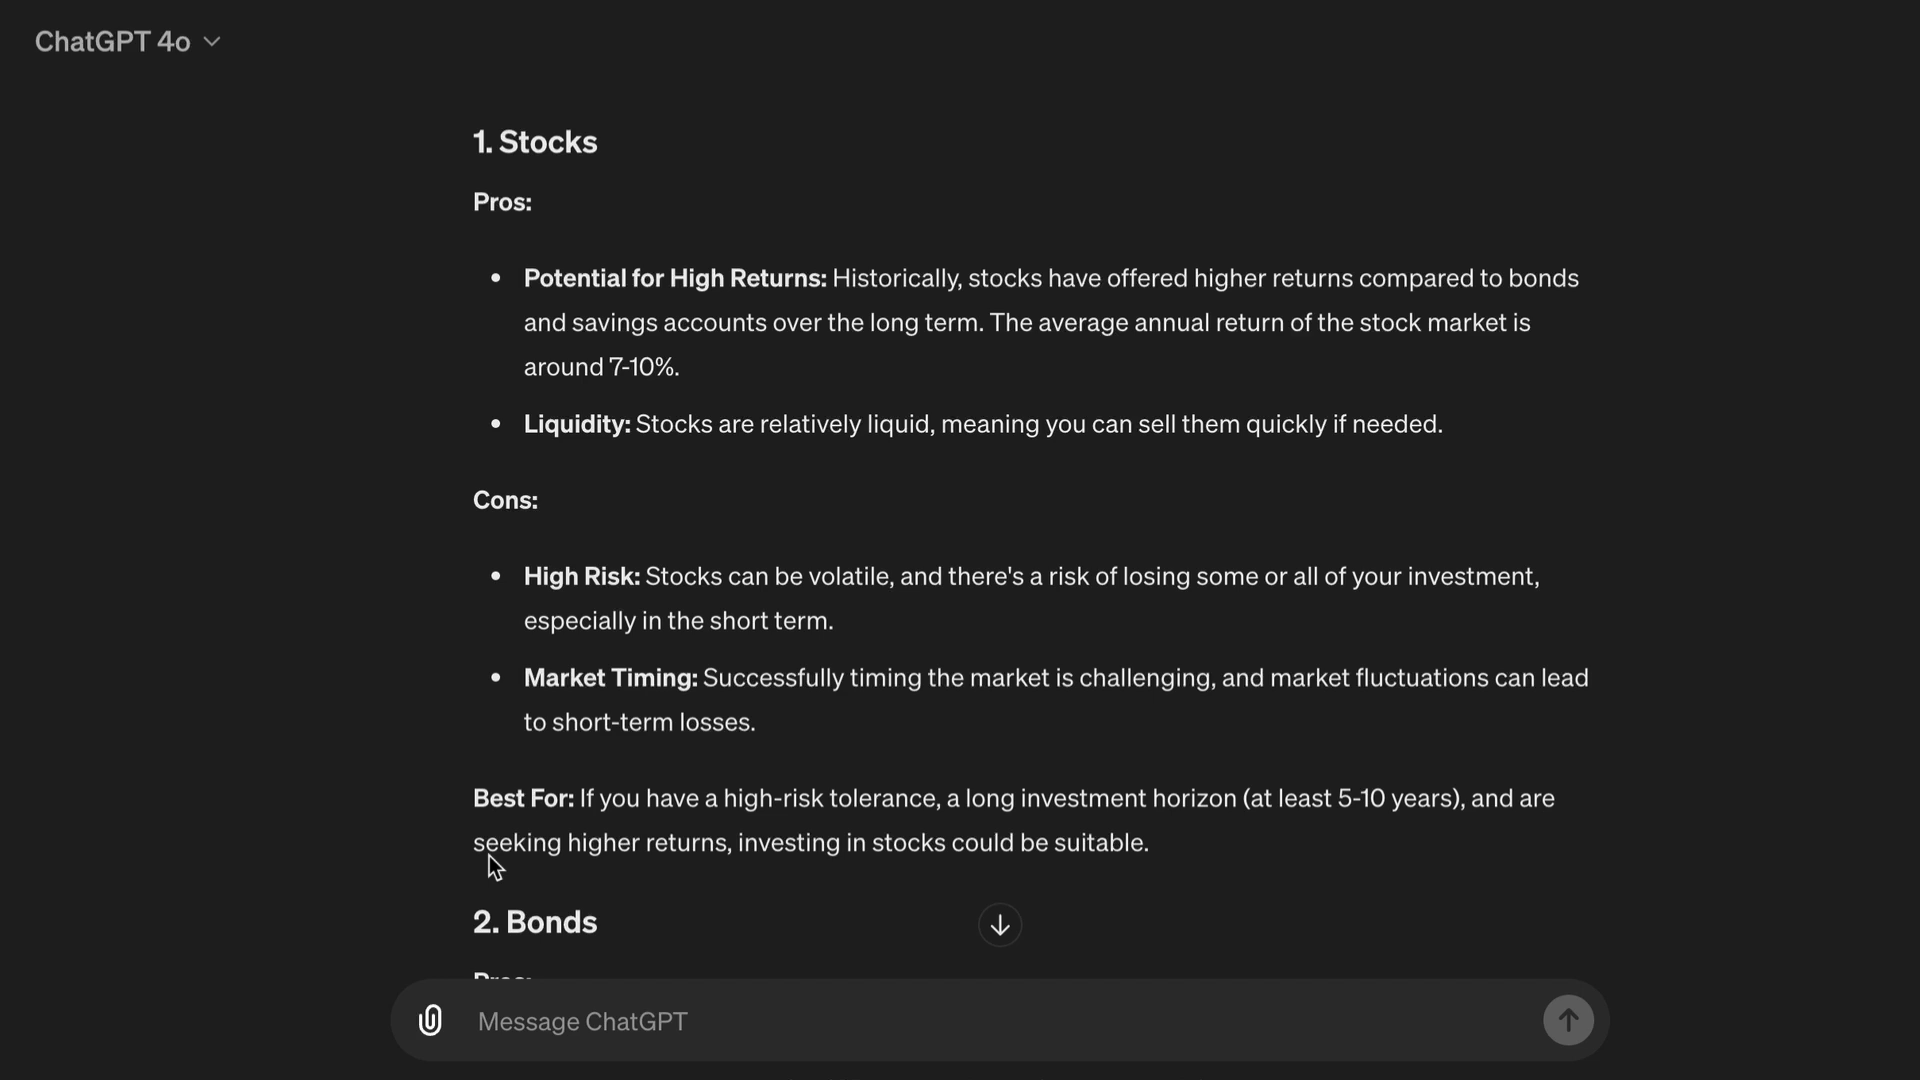 ChatGPT 4o
1. Stocks
Pros:
• Potential for High Returns: Historically, stocks have offered higher returns compared to bonds
and savings accounts over the long term. The average annual return of the stock market is
around 7-10%.
• Liquidity: Stocks are relatively liquid, meaning you can sell them quickly if needed.
Cons:
• High Risk: Stocks can be volatile, and there's a risk of losing some or all of your investment,
especially in the short term.
• Market Timing: Successfully timing the market is challenging, and market fluctuations can lead
to short-term losses.
Best For: If you have a high-risk tolerance, a long investment horizon (at least 5-10 years), and are
seeking higher returns, investing in stocks could be suitable.
2. Bonds
Message ChatGPT